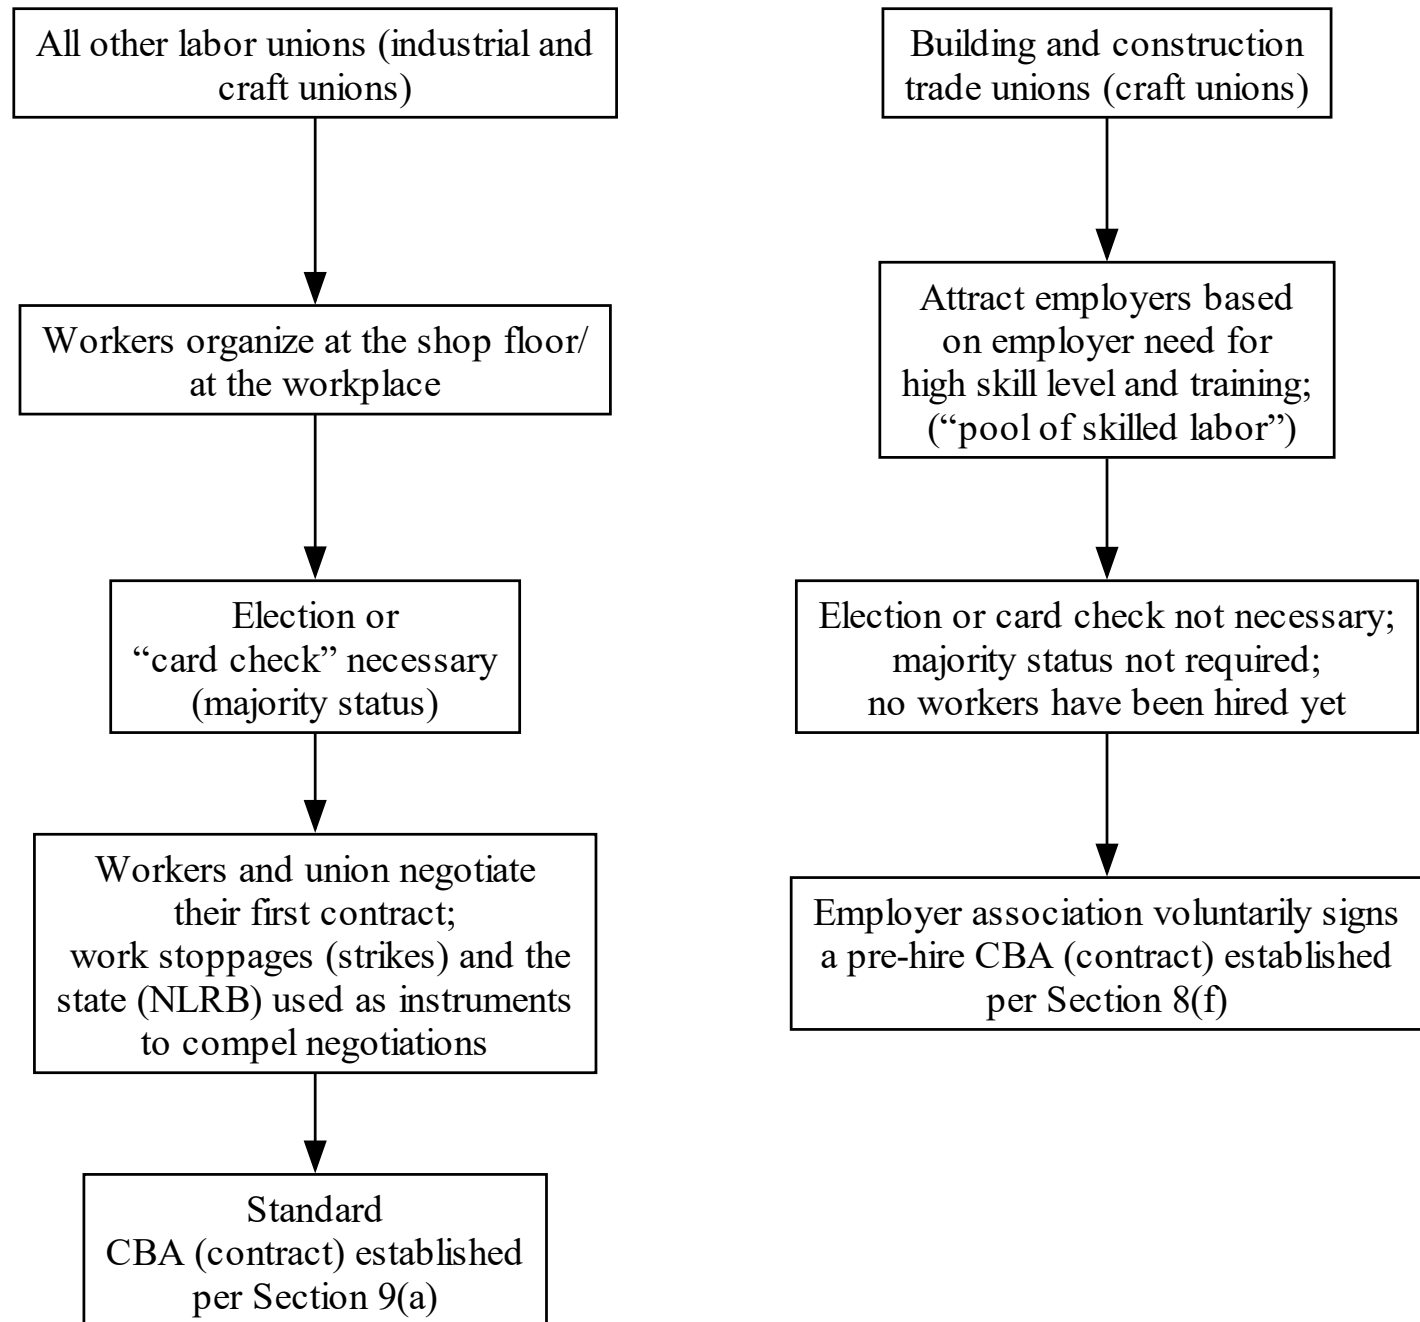 All other labor unions (industrial and
craft unions)
Workers organize at the shop floor/
at the workplace
Election or
“card check” necessary
(majority status)
Workers and union negotiate
their first contract;
work stoppages (strikes) and the
state (NLRB) used as instruments
to compel negotiations
Standard
CBA (contract) established
per Section 9(a)
Building and construction
trade unions (craft unions)
Attract employers based
on employer need for
high skill level and training;
(“pool of skilled labor”)
Election or card check not necessary;
majority status not required;
no workers have been hired yet
Employer association voluntarily signs
a pre-hire CBA (contract) established
per Section 8(f)